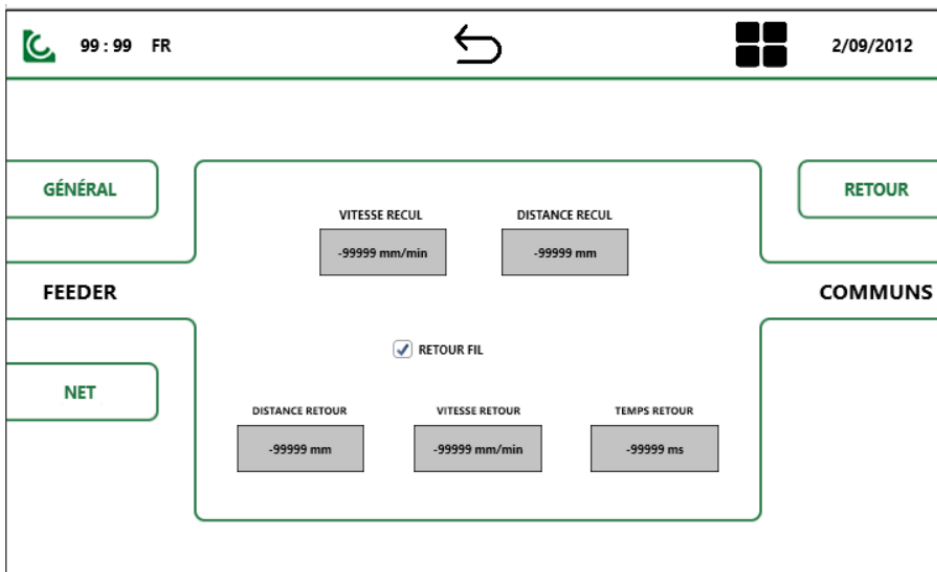 99 : 99 FR 2/09/2012
GÉNÉRAL
RETOUR
VITESSE RECUL DISTANCE RECUL
-99999 mm/min -99999 mm
FEEDER
COMMUNS
RETOUR FIL
NET
DISTANCE RETOUR VITESSE RETOUR TEMPS RETOUR
-99999 mm -99999 mm/min -99999 ms